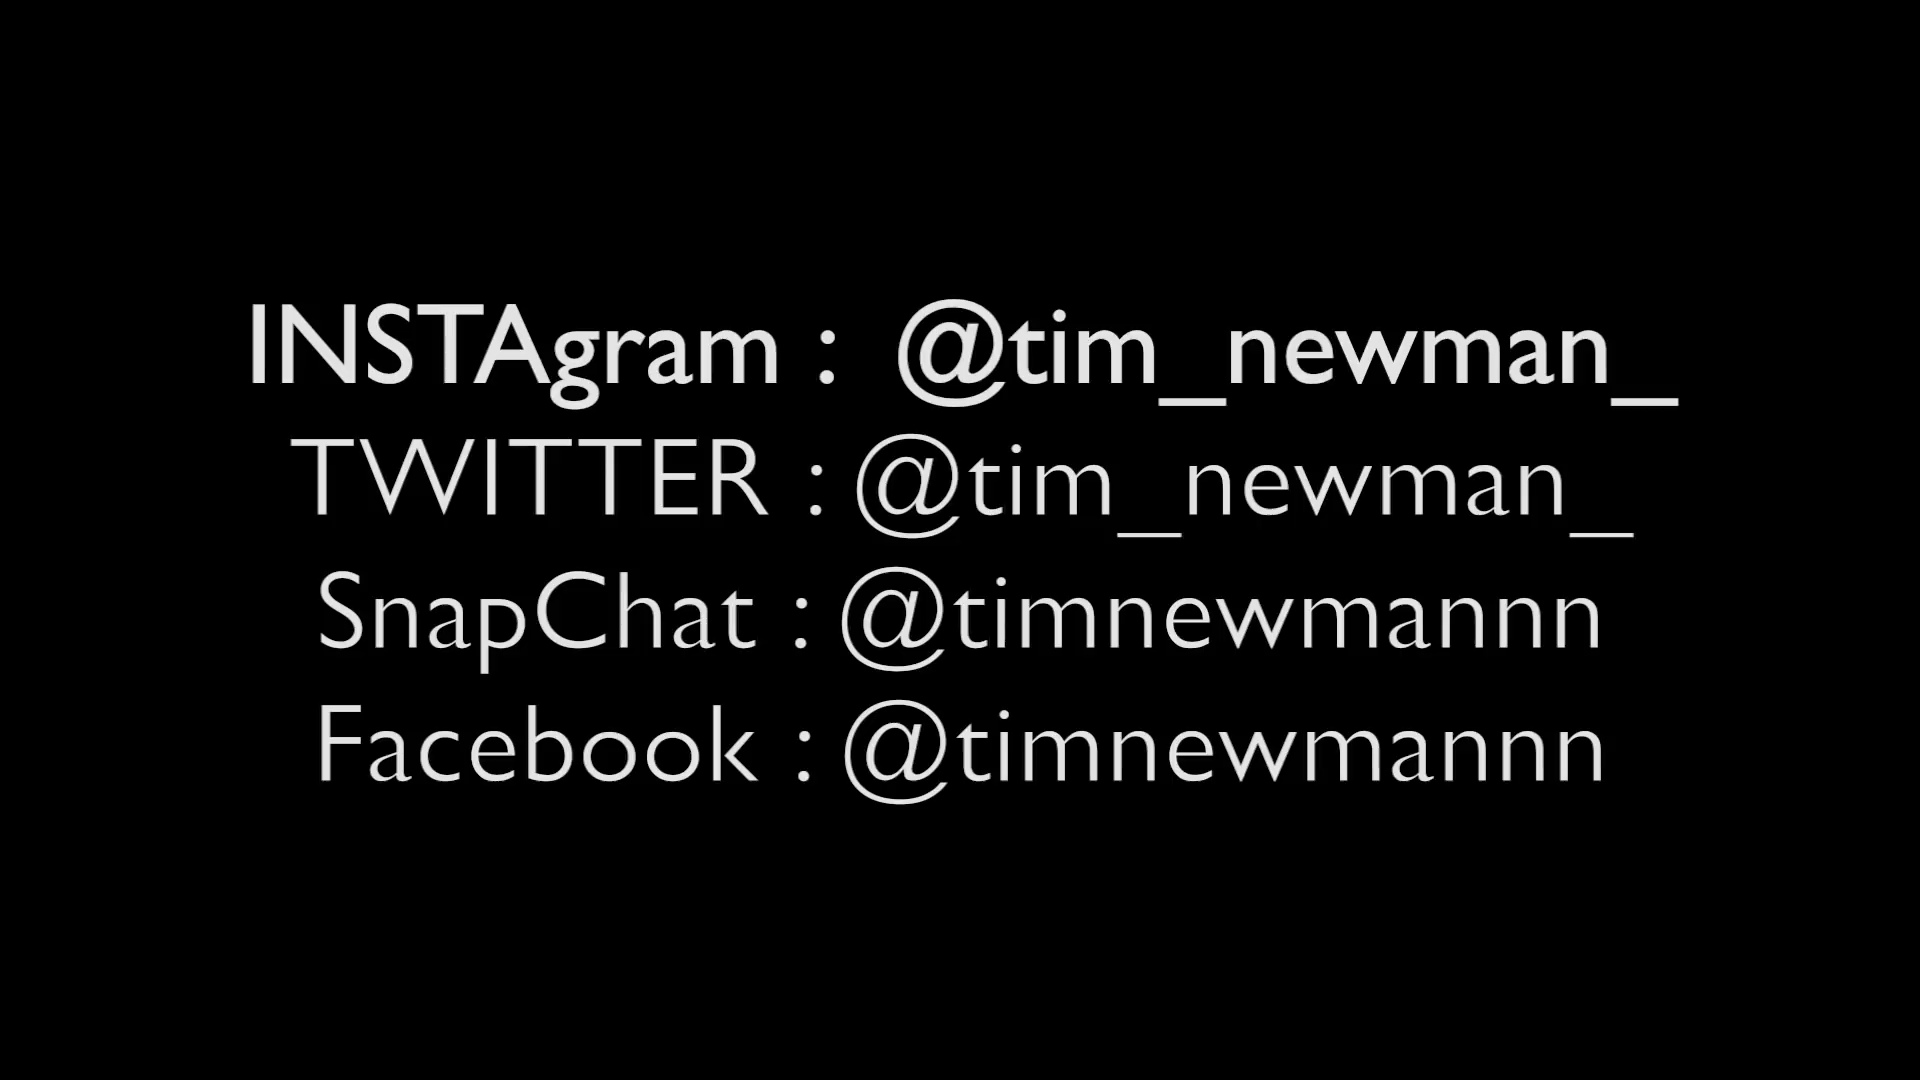 INSTAgram : @tim_newman_
TWITTER : @tim_newman_
SnapChat : @timnewmannn
Facebook : @timnewmannn